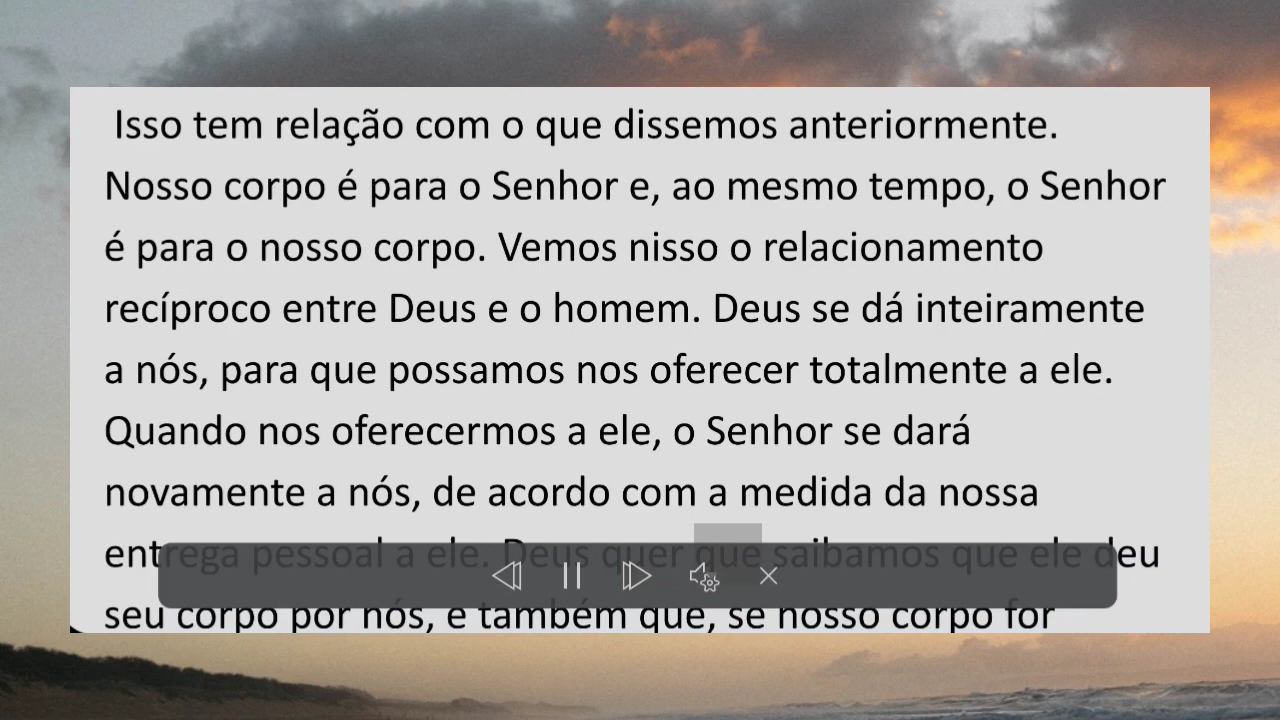 Isso tem relação com o que dissemos anteriormente.
Nosso corpo é para o Senhor e, ao mesmo tempo, o Senhor
é para o nosso corpo. Vemos nisso o relacionamento
recíproco entre Deus e o homem. Deus se dá inteiramente
a nós, para que possamos nos oferecer totalmente a ele.
Quando nos oferecermos a ele, o Senhor se dará
novamente a nós, de acordo com a medida da nossa
entrega pessoal a ele. Deus quer que saibamos que ele deu
seu corpo por nós, e também que, se nosso corpo for